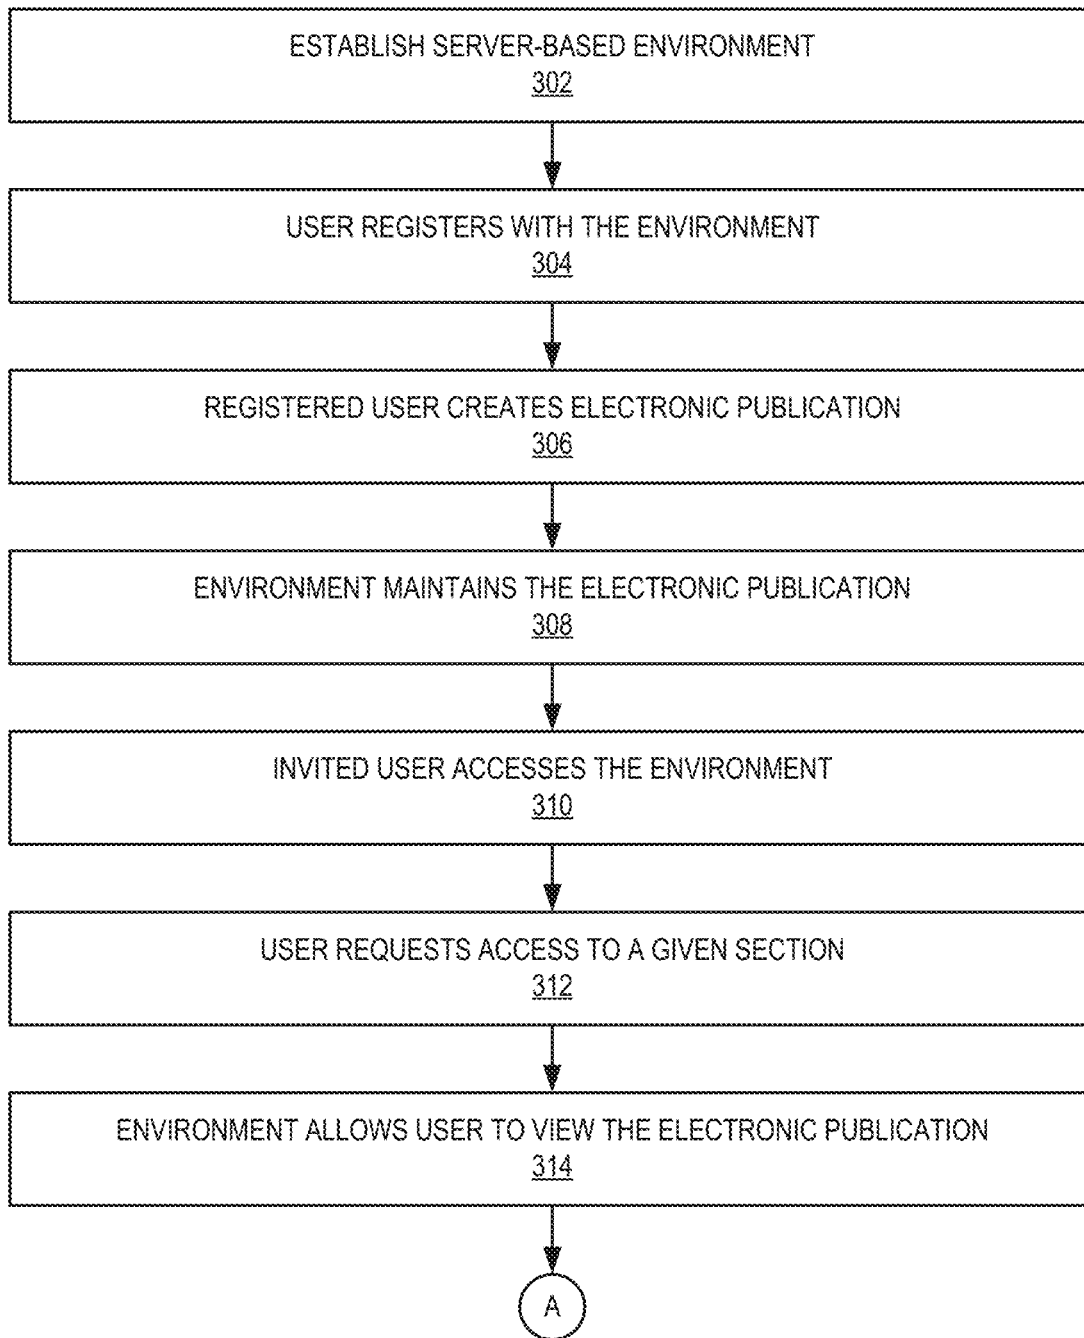 ESTABLISH SERVER-BASED ENVIRONMENT
302
USER REGISTERS WITH THE ENVIRONMENT
304
REGISTERED USER CREATES ELECTRONIC PUBLICATION
306
ENVIRONMENT MAINTAINS THE ELECTRONIC PUBLICATION
308
INVITED USER ACCESSES THE ENVIRONMENT
310
USER REQUESTS ACCESS TO A GIVEN SECTION
312
ENVIRONMENT ALLOWS USER TO VIEW THE ELECTRONIC PUBLICATION
314
A